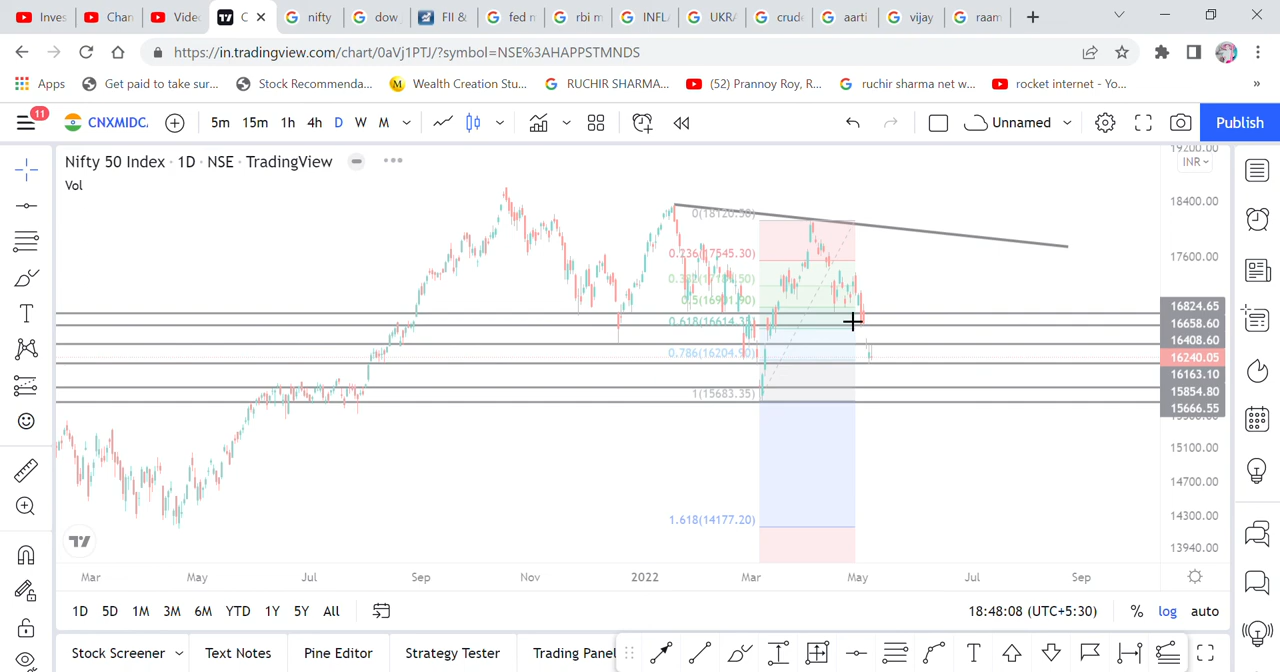 Inves
Chan
Vide
C
nifty
dow
FII &
fed n
rbi m
INFL
UKR
crud
aarti
vijay
raam
https://in.tradingview.com/chart/0aVj1PTJ/?symbol=NSE%3AHAPPSTMNDS
Apps
Get paid to take sur...
Stock Recommenda...
Wealth Creation Stu...
RUCHIR SHARMA...
(52) Prannoy Roy, R...
ruchir sharma net w...
rocket internet - Yo...
»
11
CNXMIDC
5m 15m 1h 4h D W M
Unnamed
Publish
Nifty 50 Index · 1D · NSE · TradingView
Vol
19200.00
INR
18400.00
17600.00
16824.65
16658.60
16408.60
16240.05
16163.10
15854.80
15666.55
15100.00
14700.00
14300.00
13940.00
0(18120.50)
0.236(17545.30)
0.618(16614.35)
0.786(16204.90)
1(15683.35)
1.618(14177.20)
Mar May Jul Sep Nov 2022 Mar May Jul Sep
1D 5D 1M 3M 6M YTD 1Y 5Y All
18:48:08 (UTC+5:30) % log auto
Stock Screener Text Notes Pine Editor Strategy Tester Trading Panel